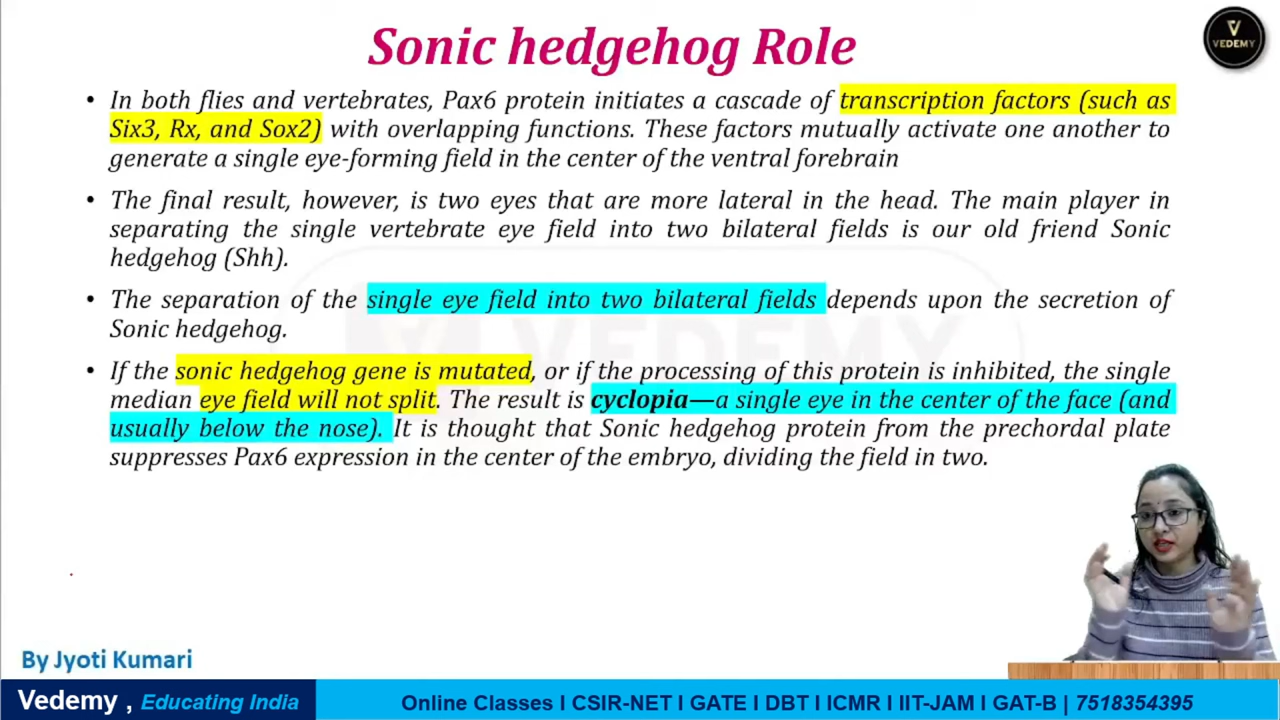 Sonic hedgehog Role
VEDEMY
• In both flies and vertebrates, Pax6 protein initiates a cascade of transcription factors (such as
Six3, Rx, and Sox2) with overlapping functions. These factors mutually activate one another to
generate a single eye-forming field in the center of the ventral forebrain
• The final result, however, is two eyes that are more lateral in the head. The main player in
separating the single vertebrate eye field into two bilateral fields is our old friend Sonic
hedgehog (Shh).
• The separation of the single eye field into two bilateral fields depends upon the secretion of
Sonic hedgehog.
VEDEMY
• If the sonic hedgehog gene is mutated, or if the processing of this protein is inhibited, the single
median eye field will not split. The result is cyclopia—a single eye in the center of the face (and
usually below the nose). It is thought that Sonic hedgehog protein from the prechordal plate
suppresses Pax6 expression in the center of the embryo, dividing the field in two.
By Jyoti Kumari
Vedemy , Educating India
Online Classes I CSIR-NET I GATE I DBT I ICMR I IIT-JAM I GAT-B | 7518354395